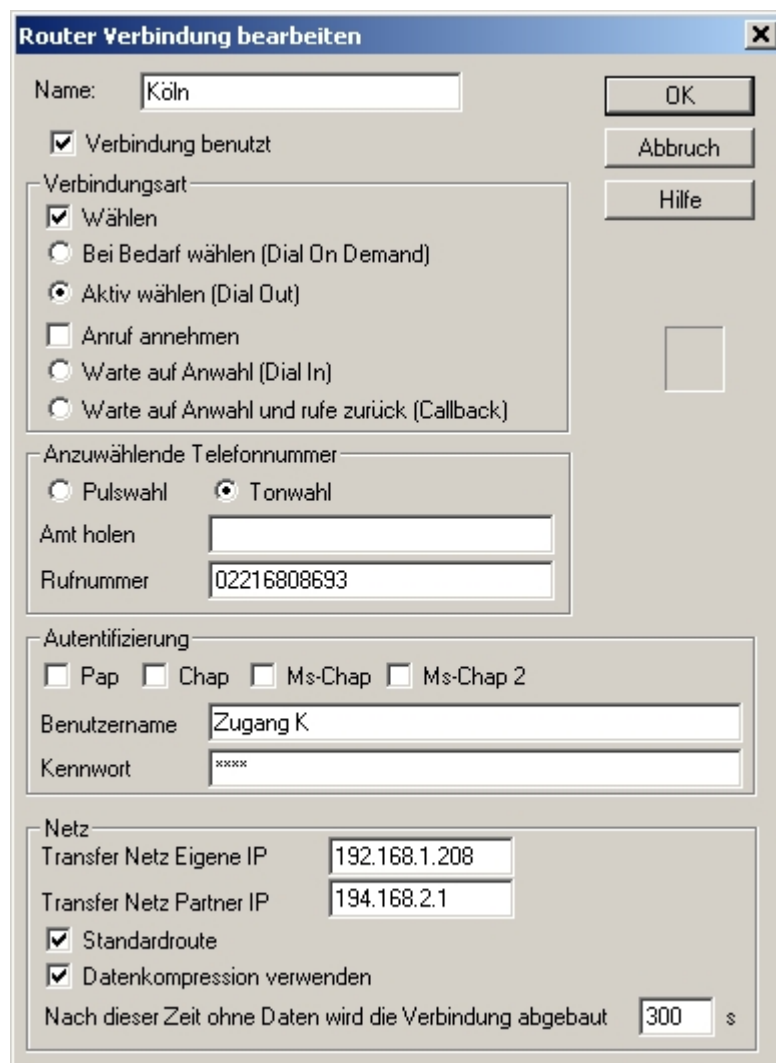 Router Verbindung bearbeiten
Name: Köln
OK
Verbindung benutzt
Abbruch
Verbindungsart
Hilfe
Wählen
Bei Bedarf wählen (Dial On Demand)
Aktiv wählen (Dial Out)
Anruf annehmen
Warte auf Anwahl (Dial In)
Warte auf Anwahl und rufe zurück (Callback)
Anzuwählende Telefonnummer
Pulswahl Tonwahl
Amt holen
Rufnummer 02216808693
Autentifizierung
Pap Chap Ms-Chap Ms-Chap 2
Benutzername Zugang K
Kennwort ****
Netz
Transfer Netz Eigene IP 192.168.1.208
Transfer Netz Partner IP 194.168.2.1
Standardroute
Datenkompression verwenden
Nach dieser Zeit ohne Daten wird die Verbindung abgebaut 300 s